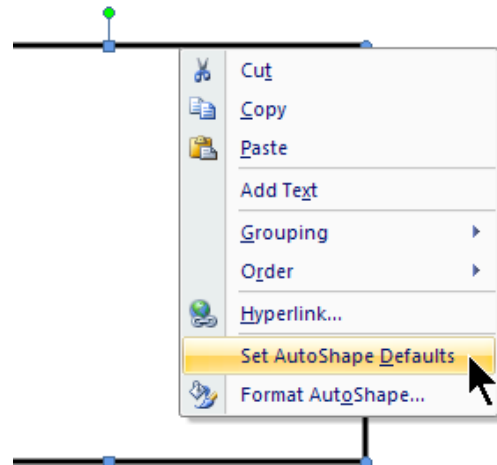 Cut
Copy
Paste
Add Text
Grouping
Order
Hyperlink...
Set AutoShape Defaults
Format AutoShape...